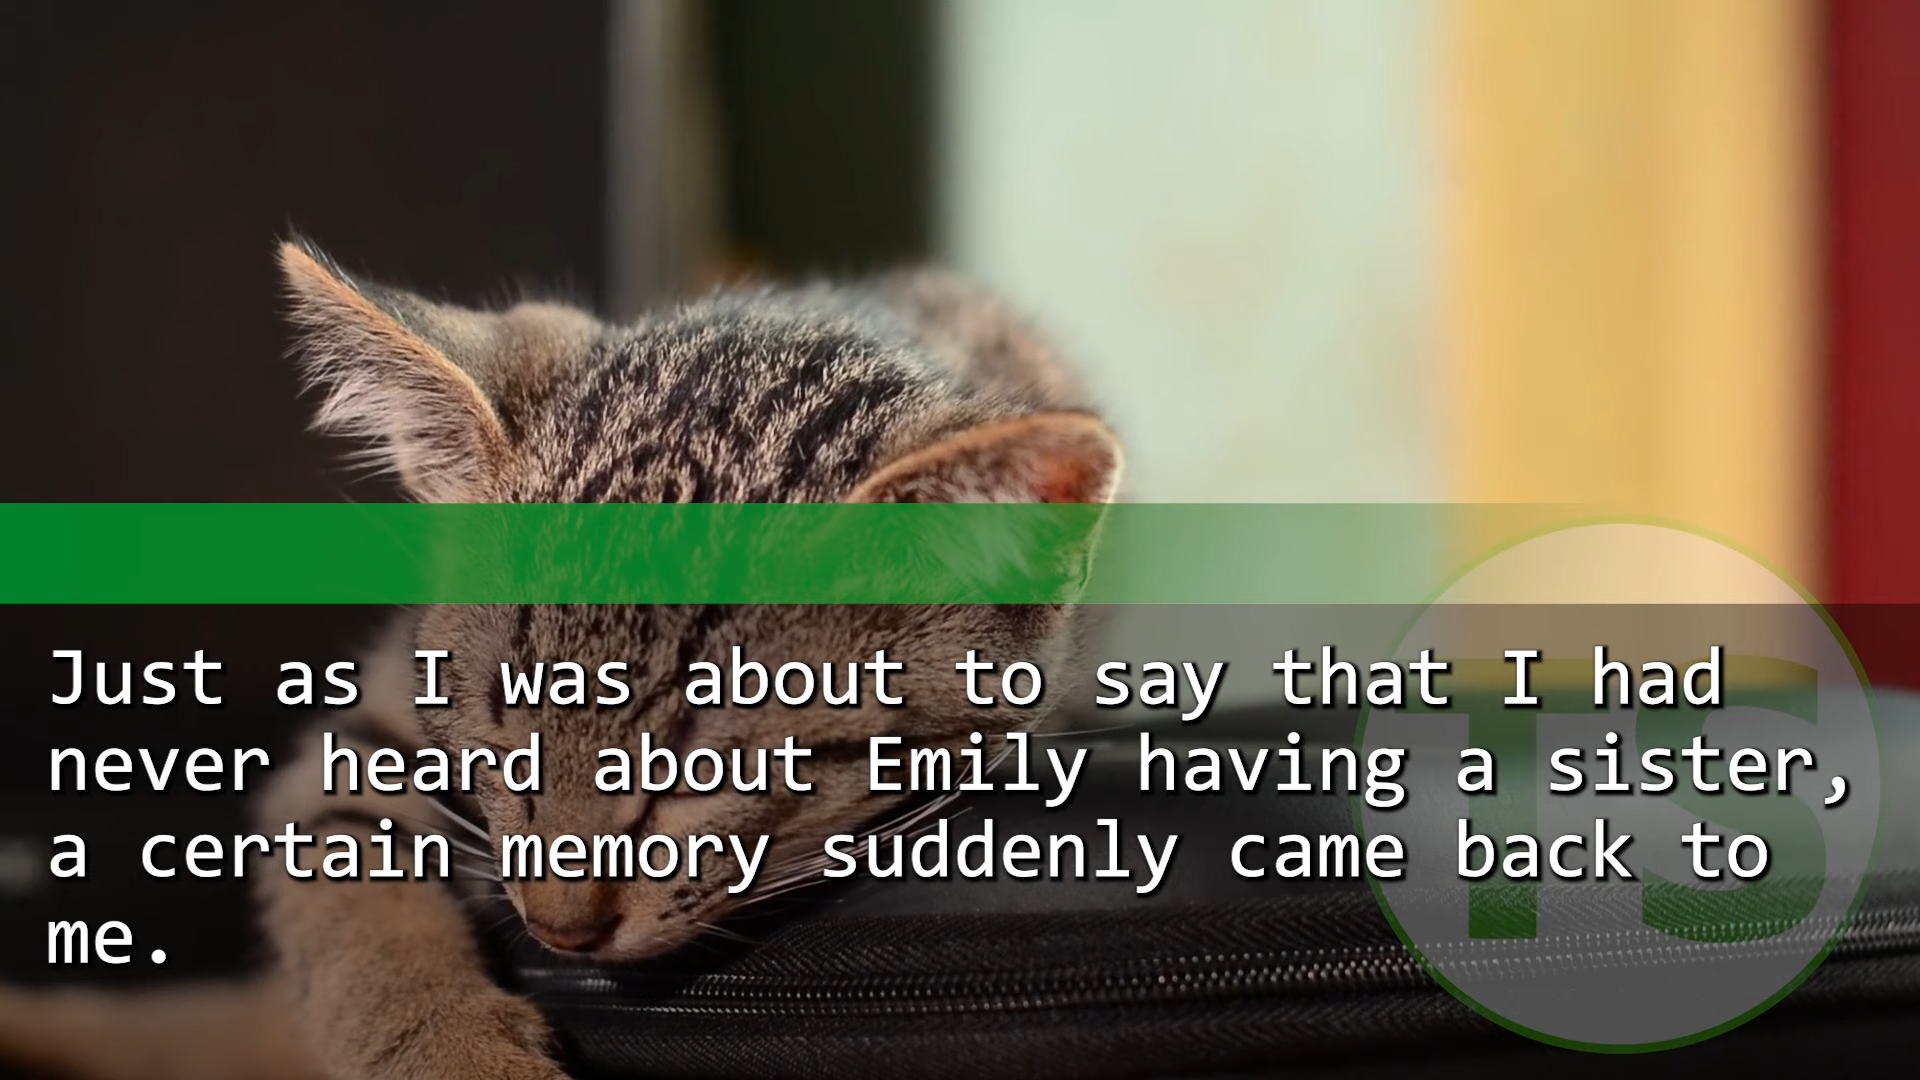 Just as I was about to say that I had
never heard about Emily having a sister,
a certain memory suddenly came back to
me.
TS